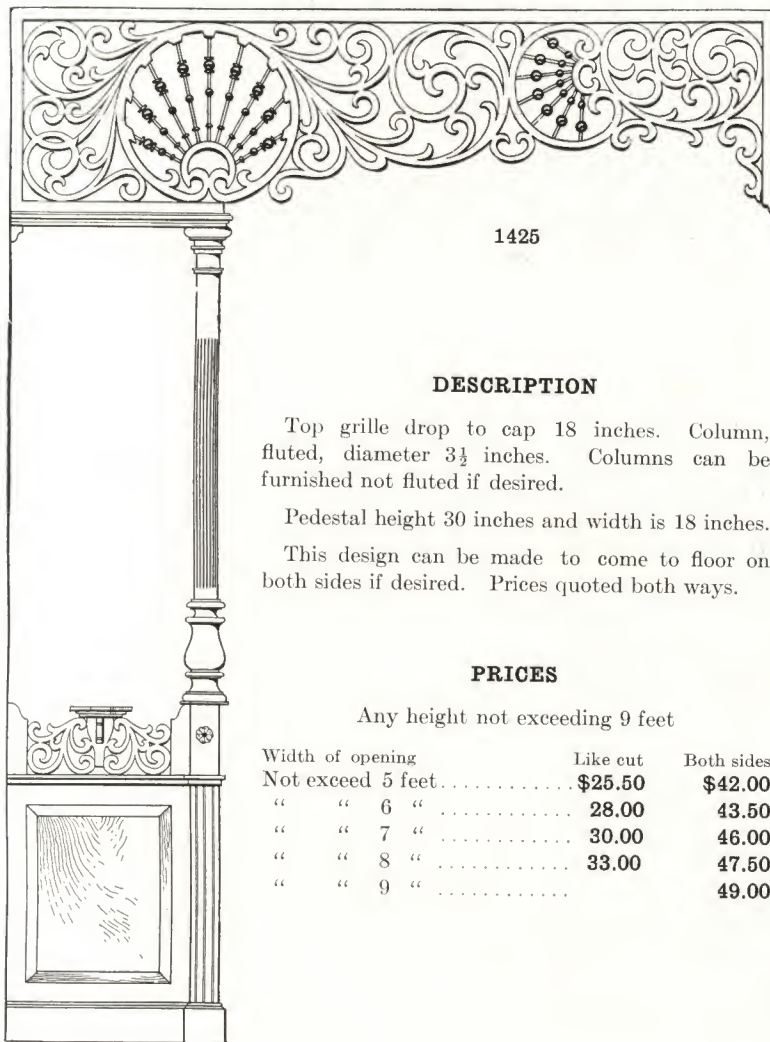 1425
DESCRIPTION
Top grille drop to cap 18 inches. Column,
fluted, diameter 3½ inches. Columns can be
furnished not fluted if desired.
Pedestal height 30 inches and width is 18 inches.
This design can be made to come to floor on
both sides if desired. Prices quoted both ways.
PRICES
Any height not exceeding 9 feet
Width of opening Like cut Both sides
Not exceed 5 feet............$25.50 $42.00
“ “ 6 “ ............ 28.00 43.50
“ “ 7 “ ............ 30.00 46.00
“ “ 8 “ ............ 33.00 47.50
“ “ 9 “ ............ 49.00